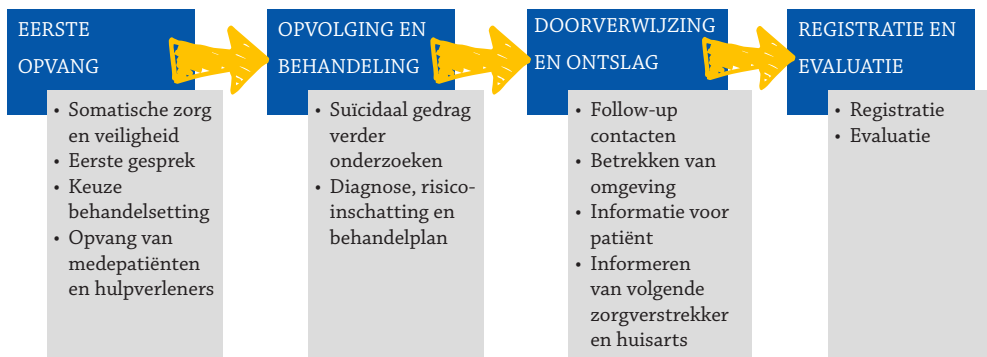 EERSTE
OPVANG
• Somatische zorg
en veiligheid
• Eerste gesprek
• Keuze
behandelsetting
• Opvang van
medepatiënten
en hulpverleners
OPVOLGING EN
BEHANDELING
• Suïcidaal gedrag
verder
onderzoeken
• Diagnose, risico-
inschatting en
behandelplan
DOORVERWIJZING
EN ONTSLAG
• Follow-up
contacten
• Betrekken van
omgeving
• Informatie voor
patiënt
• Informeren
van volgende
zorgverstrekker
en huisarts
REGISTRATIE EN
EVALUATIE
• Registratie
• Evaluatie